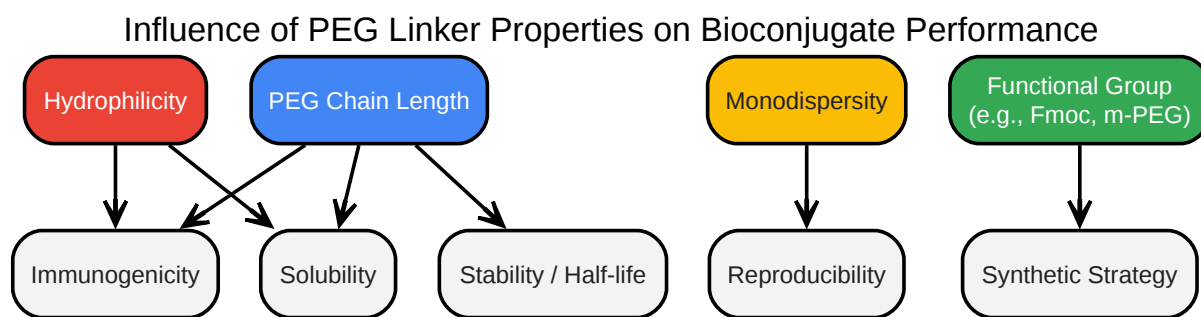 Influence of PEG Linker Properties on Bioconjugate Performance
Hydrophilicity
PEG Chain Length
Monodispersity
Functional Group
(e.g., Fmoc, m-PEG)
Immunogenicity
Solubility
Stability / Half-life
Reproducibility
Synthetic Strategy